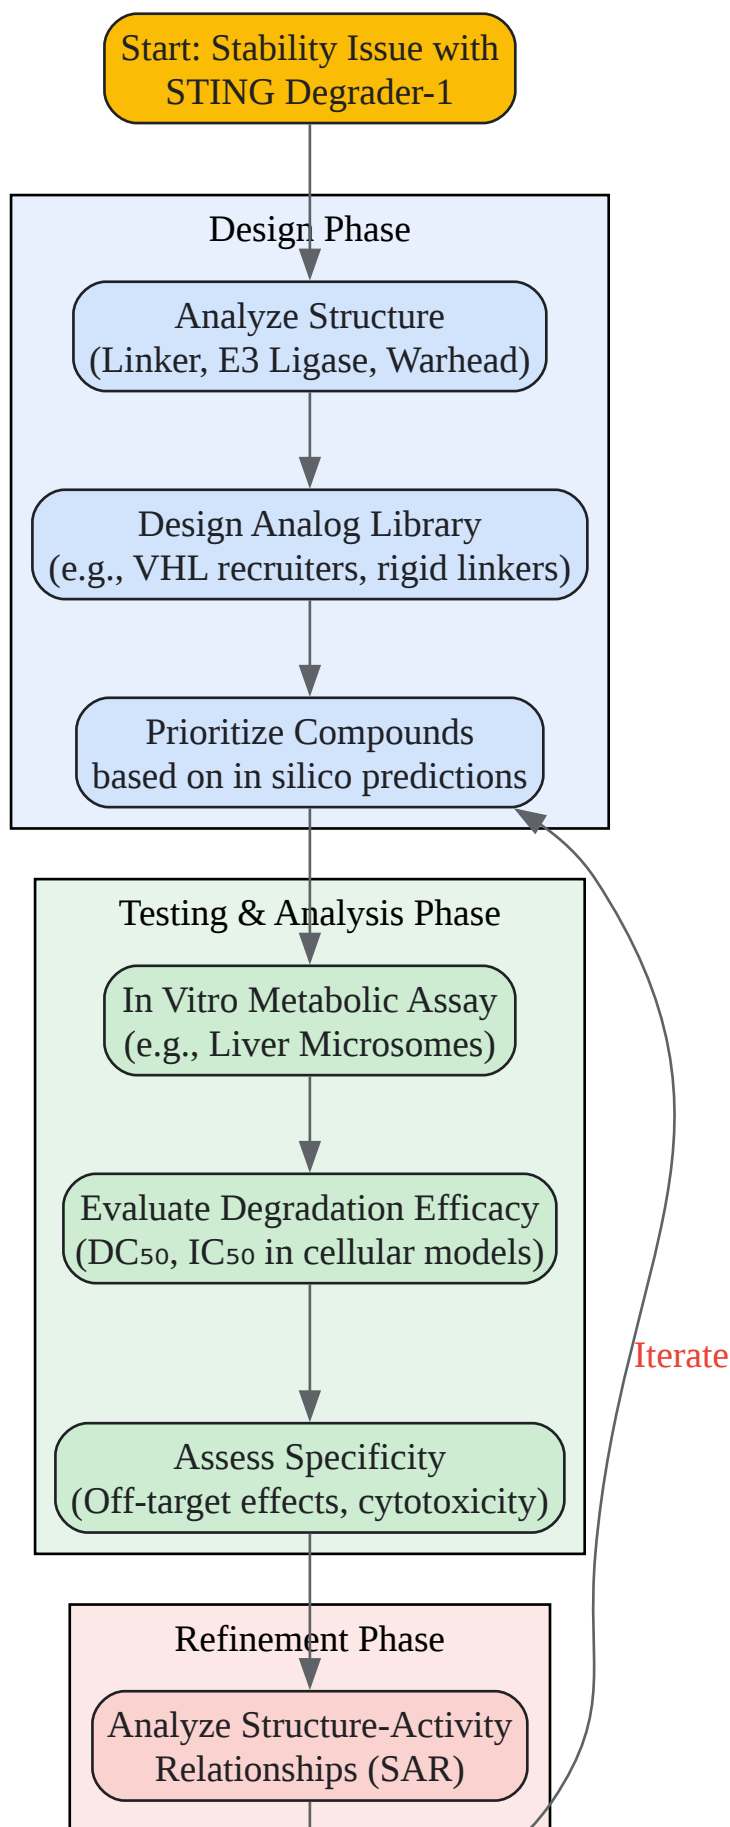 Start: Stability Issue with
STING Degrader-1
Design Phase
Analyze Structure
(Linker, E3 Ligase, Warhead)
Design Analog Library
(e.g., VHL recruiters, rigid linkers)
Prioritize Compounds
based on in silico predictions
Testing & Analysis Phase
In Vitro Metabolic Assay
(e.g., Liver Microsomes)
Evaluate Degradation Efficacy
(DC₅₀, IC₅₀ in cellular models)
Iterate
Assess Specificity
(Off-target effects, cytotoxicity)
Refinement Phase
Analyze Structure-Activity
Relationships (SAR)